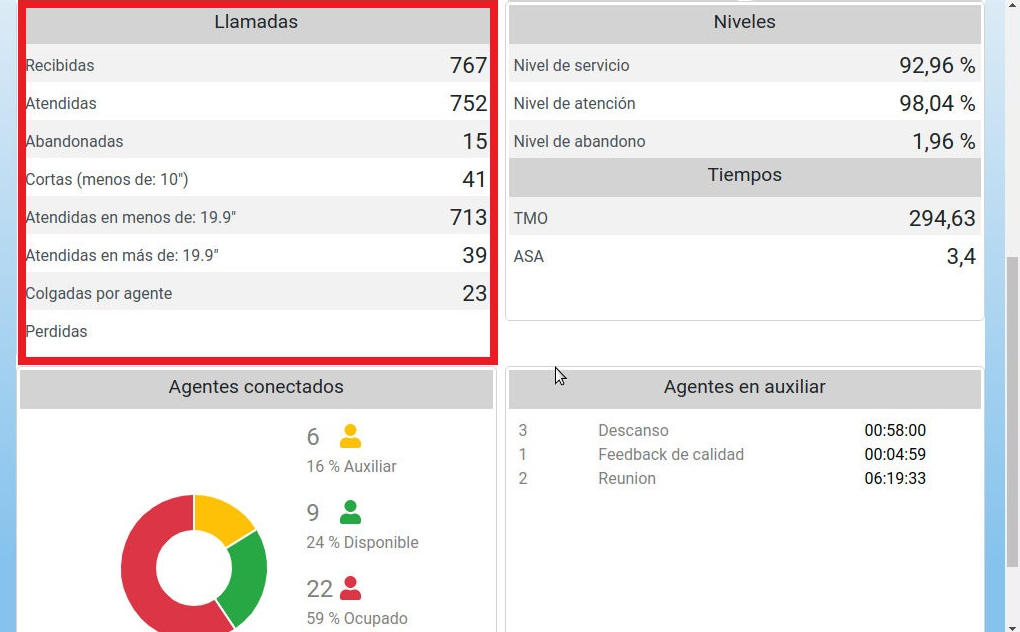 Llamadas
Recibidas 767
Atendidas 752
Abandonadas 15
Cortas (menos de: 10") 41
Atendidas en menos de: 19.9" 713
Atendidas en más de: 19.9" 39
Colgadas por agente 23
Perdidas
Niveles
Nivel de servicio 92,96 %
Nivel de atención 98,04 %
Nivel de abandono 1,96 %
Tiempos
TMO 294,63
ASA 3,4
Agentes conectados
6
16 % Auxiliar
9
24 % Disponible
22
59 % Ocupado
Agentes en auxiliar
3 Descanso 00:58:00
1 Feedback de calidad 00:04:59
2 Reunion 06:19:33